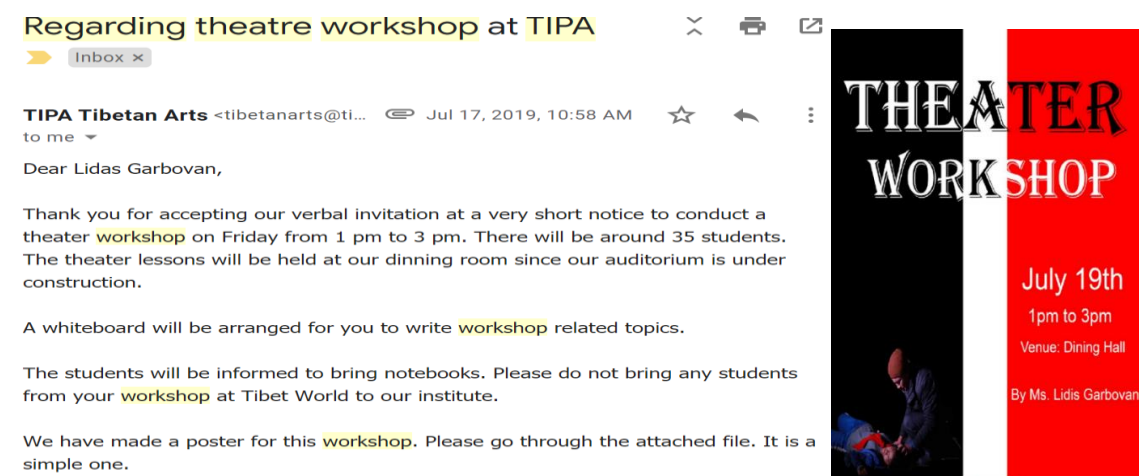 Regarding theatre workshop at TIPA
Inbox ×
TIPA Tibetan Arts <tibetanarts@ti... Jul 17, 2019, 10:58 AM
to me
Dear Lidas Garbovan,
Thank you for accepting our verbal invitation at a very short notice to conduct a
theater workshop on Friday from 1 pm to 3 pm. There will be around 35 students.
The theater lessons will be held at our dinning room since our auditorium is under
construction.
A whiteboard will be arranged for you to write workshop related topics.
The students will be informed to bring notebooks. Please do not bring any students
from your workshop at Tibet World to our institute.
We have made a poster for this workshop. Please go through the attached file. It is a
simple one.
THEATER
WORKSHOP
July 19th
1pm to 3pm
Venue: Dining Hall
By Ms. Lidis Garbovan